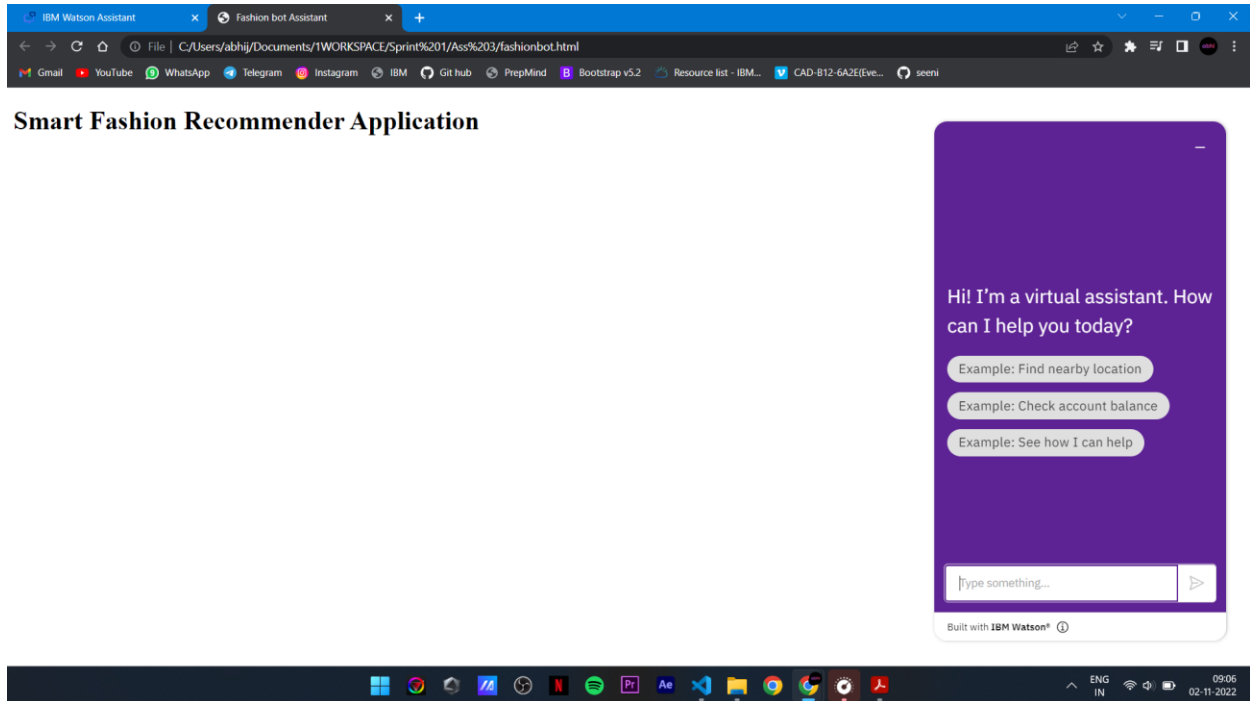 IBM Watson Assistant
Fashion bot Assistant
File | C:/Users/abhij/Documents/1WORKSPACE/Sprint%201/Ass%203/fashionbot.html
Gmail YouTube WhatsApp Telegram Instagram IBM Git hub PrepMind Bootstrap v5.2 Resource list - IBM... CAD-B12-6A2E(Eve... seeni
Smart Fashion Recommender Application
Hi! I’m a virtual assistant. How
can I help you today?
Example: Find nearby location
Example: Check account balance
Example: See how I can help
Type something...
Built with IBM Watson®
N Pr Ae
ENG
IN
09:06
02-11-2022